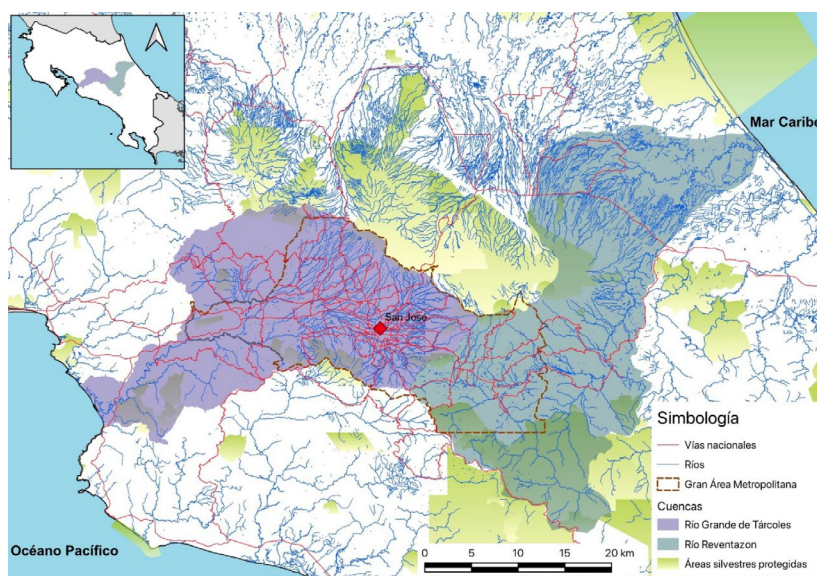 Mar Caribe
San José
Océano Pacífico
Simbología
Vías nacionales
Ríos
Gran Área Metropolitana
Cuencas
Río Grande de Tárcoles
Río Reventazon
Áreas silvestres protegidas
0 5 10 15 20 km